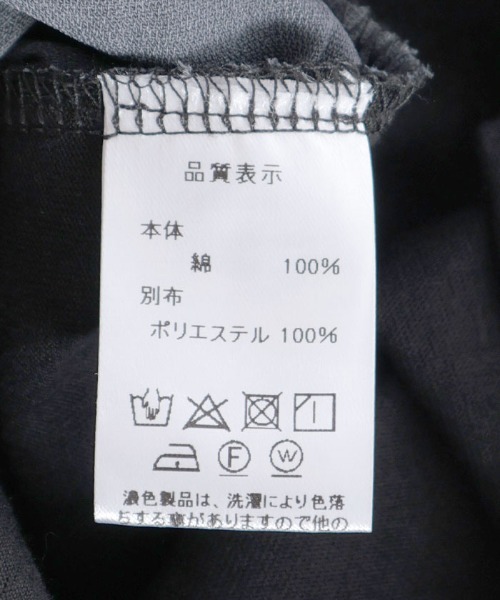 品質表示
本体
綿 100%
別布
ポリエステル 100%
F W
濃色製品は、洗濯により色落
ちする事がありますので他の